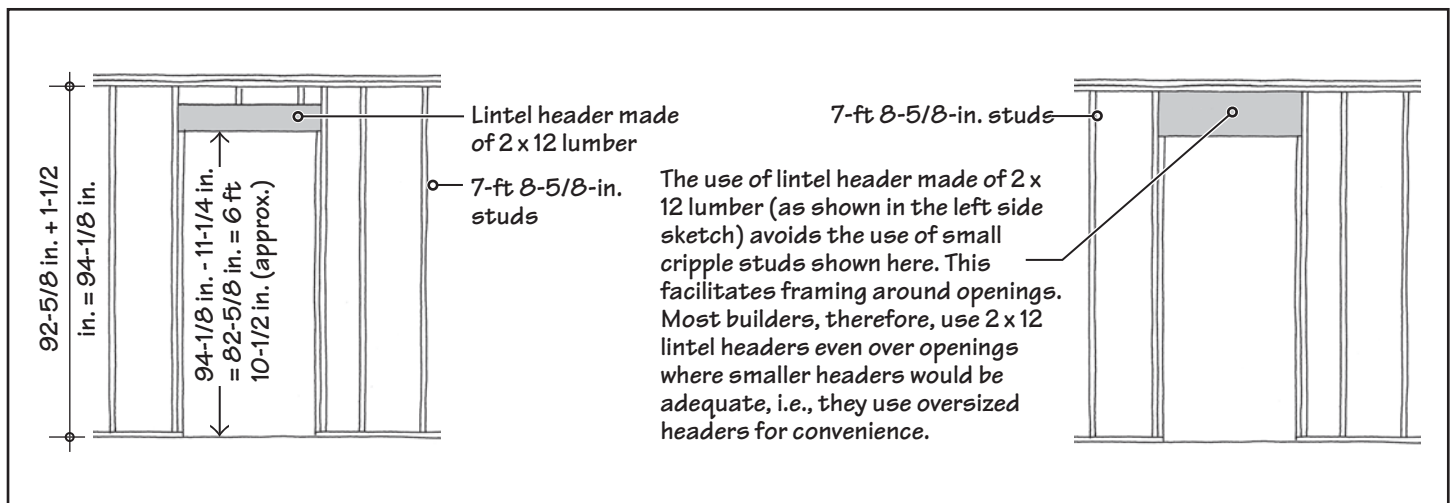 92-5/8 in. + 1-1/2
in. = 94-1/8 in.
94-1/8 in. - 11-1/4 in.
= 82-5/8 in. = 6 ft
10-1/2 in. (approx.)
Lintel header made
of 2 x 12 lumber
7-ft 8-5/8-in.
studs
7-ft 8-5/8-in. studs
The use of lintel header made of 2 x
12 lumber (as shown in the left side
sketch) avoids the use of small
cripple studs shown here. This
facilitates framing around openings.
Most builders, therefore, use 2 x 12
lintel headers even over openings
where smaller headers would be
adequate, i.e., they use oversized
headers for convenience.